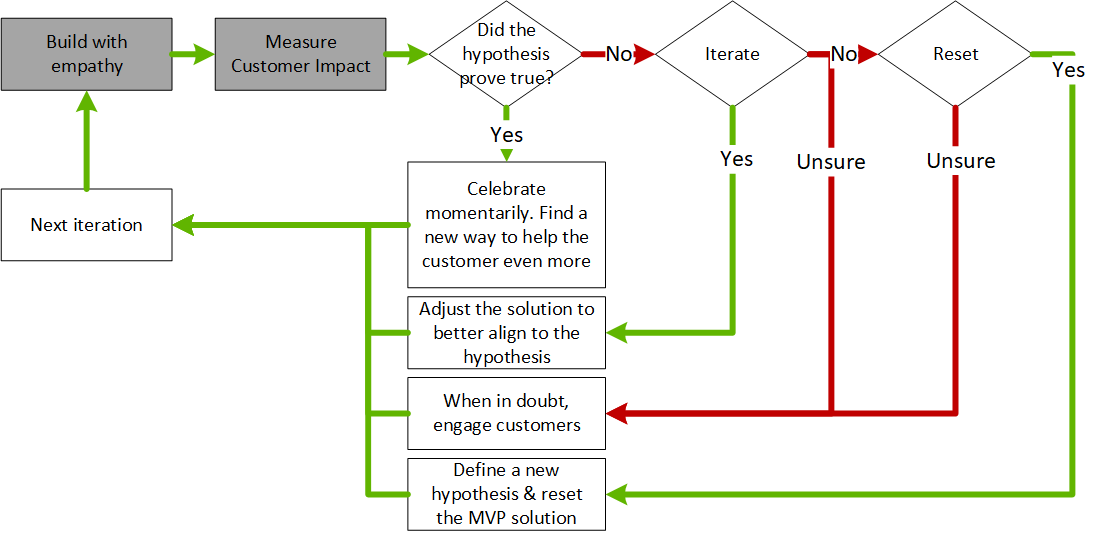 Build with
empathy
Measure
Customer Impact
Did the
hypothesis
prove true?
No
Iterate
No
Reset
Yes
Yes
Yes
Unsure
Unsure
Celebrate
momentarily. Find a
new way to help the
customer even more
Next iteration
Adjust the solution to
better align to the
hypothesis
When in doubt,
engage customers
Define a new
hypothesis & reset
the MVP solution